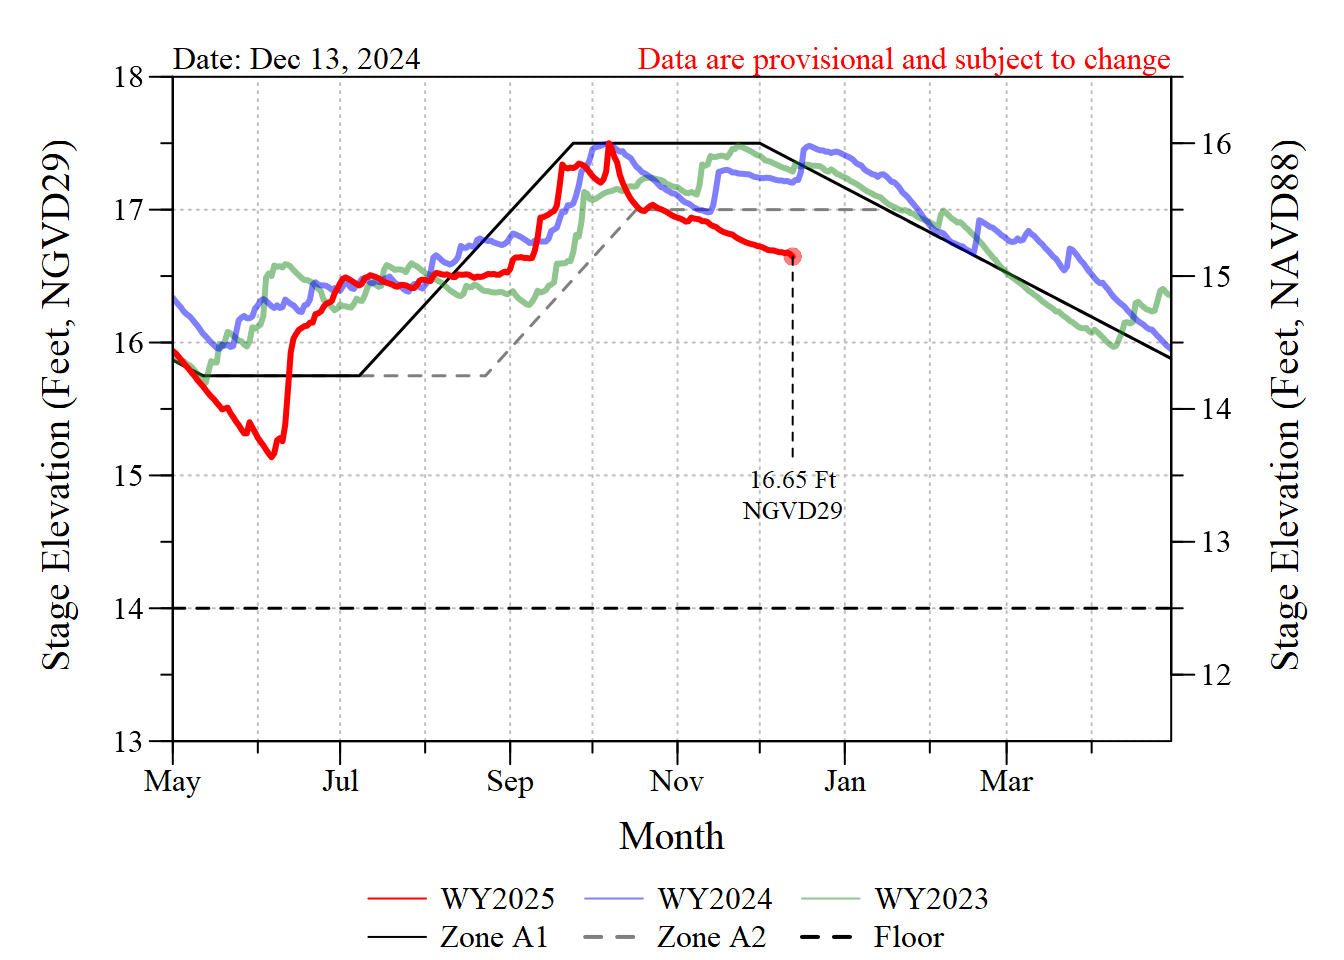 Date: Dec 13, 2024
Data are provisional and subject to change
18
17
16
15
14
13
16
15
14
13
12
Stage Elevation (Feet, NGVD29)
Stage Elevation (Feet, NAVD88)
16.65 Ft
NGVD29
May Jul Sep Nov Jan Mar
Month
WY2025 WY2024 WY2023
Zone A1 Zone A2 Floor